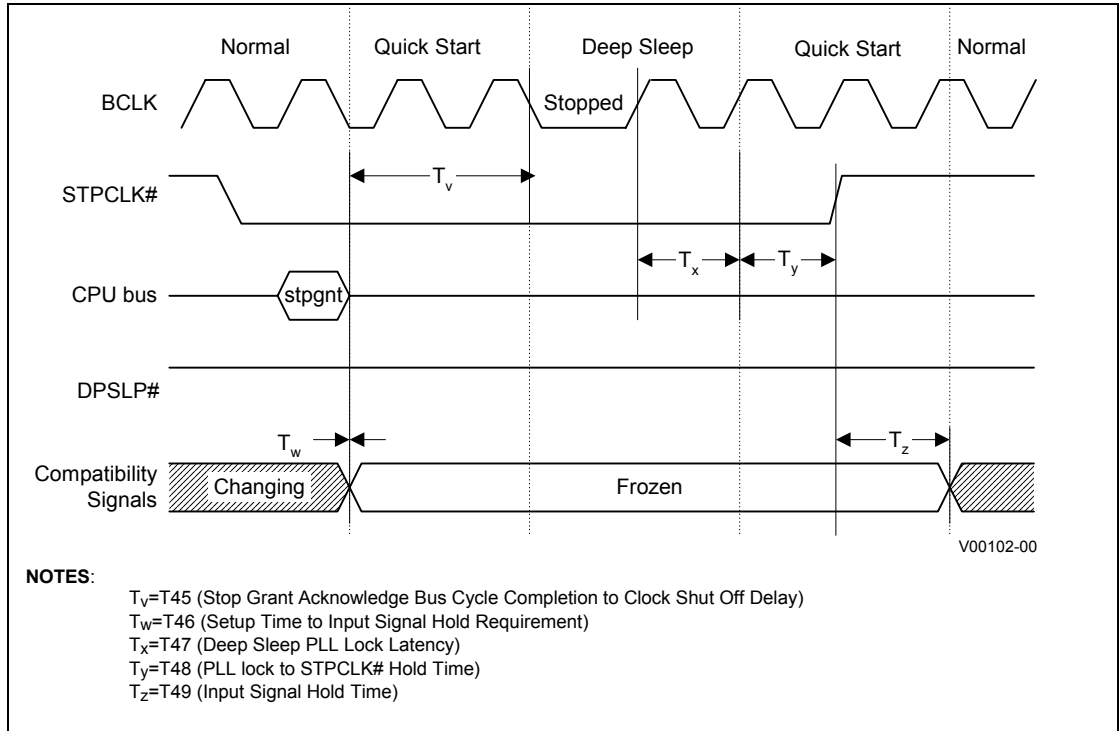 Normal Quick Start Deep Sleep Quick Start Normal
BCLK
Stopped
STPCLK#
Tv
Tx
Ty
CPU bus
stpgnt
DPSLP#
Tw
Tz
Compatibility
Signals
Changing
Frozen
V00102-00
NOTES:
TV=T45 (Stop Grant Acknowledge Bus Cycle Completion to Clock Shut Off Delay)
TW=T46 (Setup Time to Input Signal Hold Requirement)
TX=T47 (Deep Sleep PLL Lock Latency)
Ty=T48 (PLL lock to STPCLK# Hold Time)
TZ=T49 (Input Signal Hold Time)